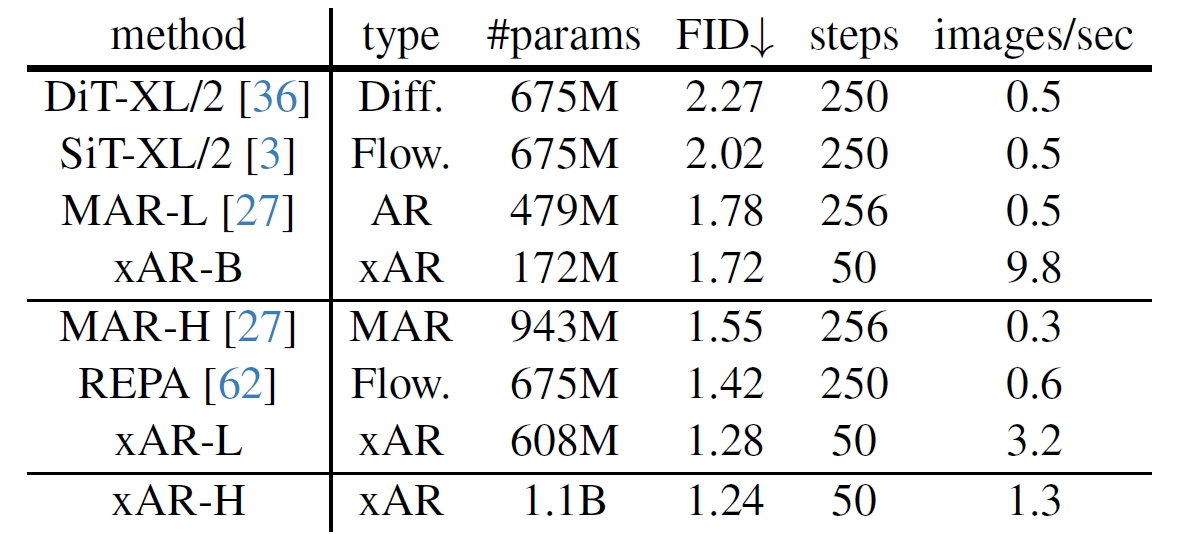 method type #params FID↓ steps images/sec
DiT-XL/2 [36] Diff. 675M 2.27 250 0.5
SiT-XL/2 [3] Flow. 675M 2.02 250 0.5
MAR-L [27] AR 479M 1.78 256 0.5
xAR-B xAR 172M 1.72 50 9.8
MAR-H [27] MAR 943M 1.55 256 0.3
REPA [62] Flow. 675M 1.42 250 0.6
xAR-L xAR 608M 1.28 50 3.2
xAR-H xAR 1.1B 1.24 50 1.3